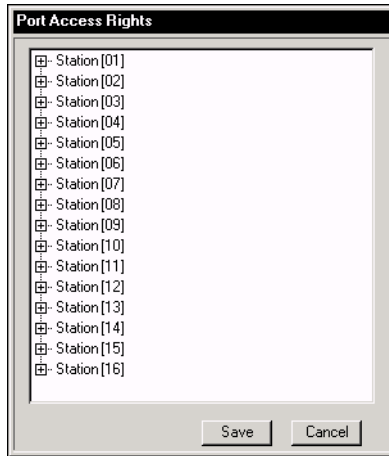 Port Access Rights
Station [01]
Station [02]
Station [03]
Station [04]
Station [05]
Station [06]
Station [07]
Station [08]
Station [09]
Station [10]
Station [11]
Station [12]
Station [13]
Station [14]
Station [15]
Station [16]
Save Cancel